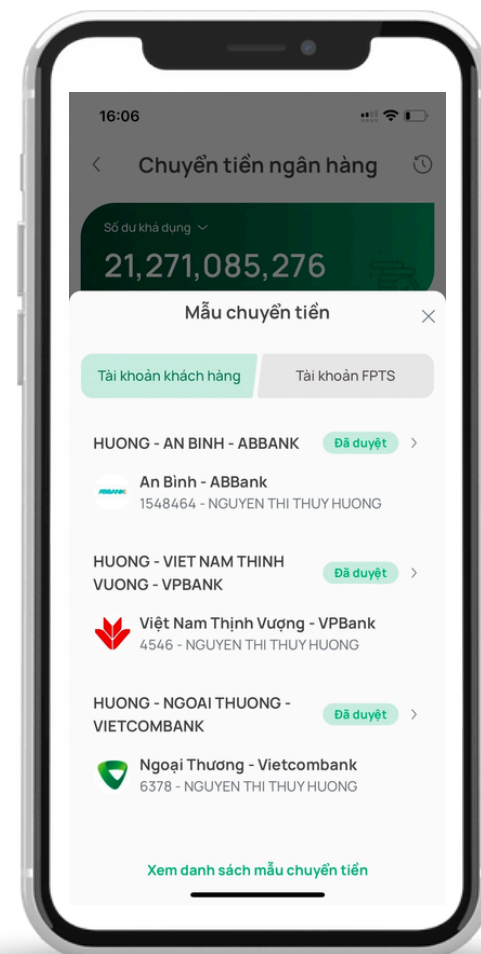 16:06
Chuyển tiền ngân hàng
Số dư khả dụng
21,271,085,276
Mẫu chuyển tiền
Tài khoản khách hàng
Tài khoản FPTS
HUONG - AN BINH - ABBANK
Đã duyệt
ABBANK
An Bình - ABBank
1548464 - NGUYEN THI THUY HUONG
HUONG - VIET NAM THINH
VUONG - VPBANK
Đã duyệt
Việt Nam Thịnh Vượng - VPBank
4546 - NGUYEN THI THUY HUONG
HUONG - NGOAI THUONG -
VIETCOMBANK
Đã duyệt
Ngoại Thương - Vietcombank
6378 - NGUYEN THI THUY HUONG
Xem danh sách mẫu chuyển tiền